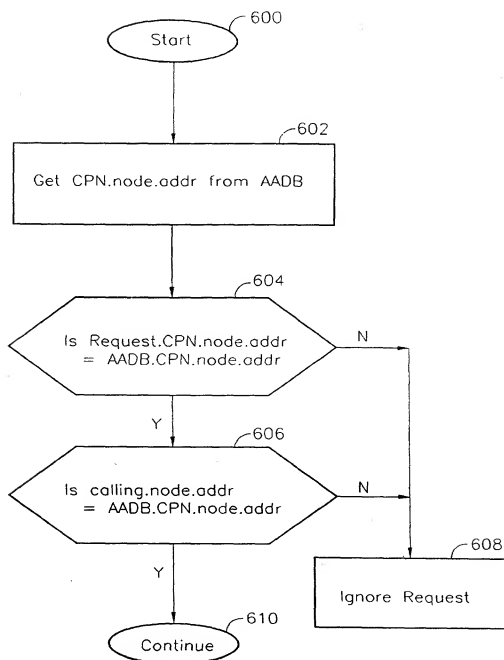 600
Start
602
Get CPN.node.addr from AADB
604
Is Request.CPN.node.addr
= AADB.CPN.node.addr
N
Y
606
Is calling.node.addr
= AADB.CPN.node.addr
N
Y
608
Ignore Request
610
Continue